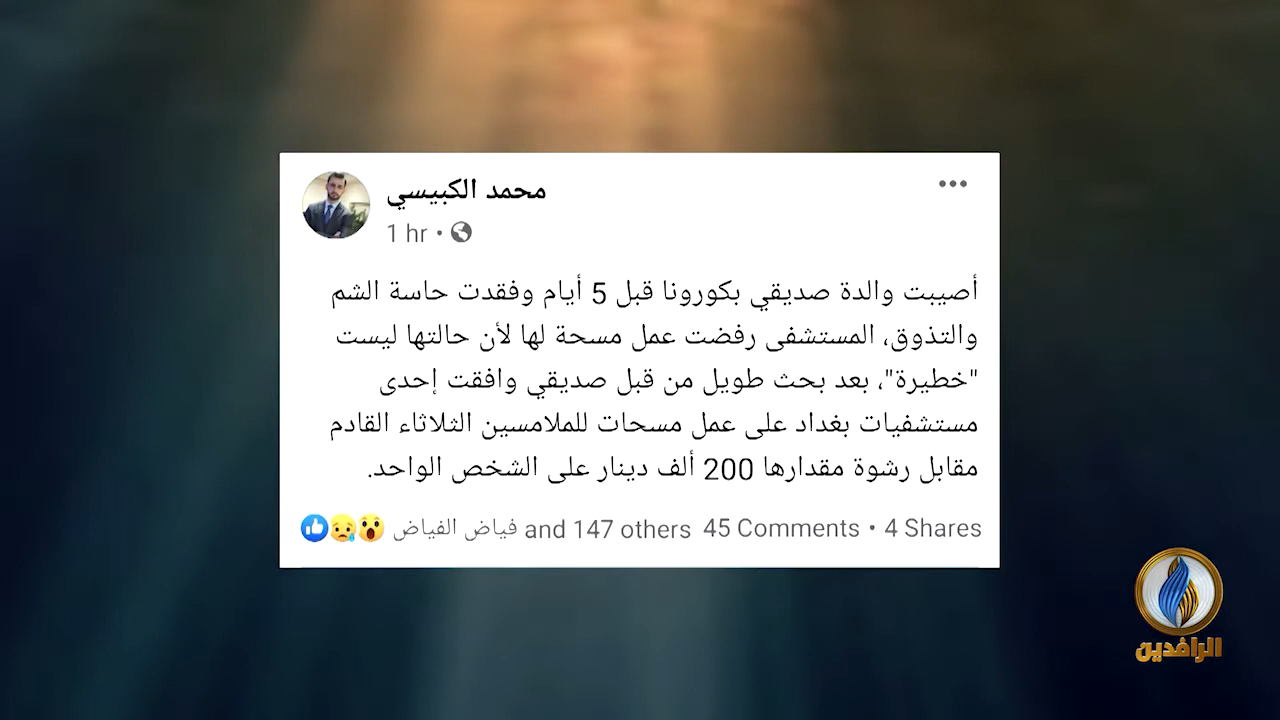 محمد الكبيسي
1 hr •
أصيبت والدة صديقي بكورونا قبل 5 أيام وفقدت حاسة الشم
والتذوق، المستشفى رفضت عمل مسحة لها لأن حالتها ليست
"خطيرة"، بعد بحث طويل من قبل صديقي وافقت إحدى
مستشفيات بغداد على عمل مسحات للملامسين الثلاثاء القادم
مقابل رشوة مقدارها 200 ألف دينار على الشخص الواحد.
فياض الفياض and 147 others 45 Comments • 4 Shares
الرافدين